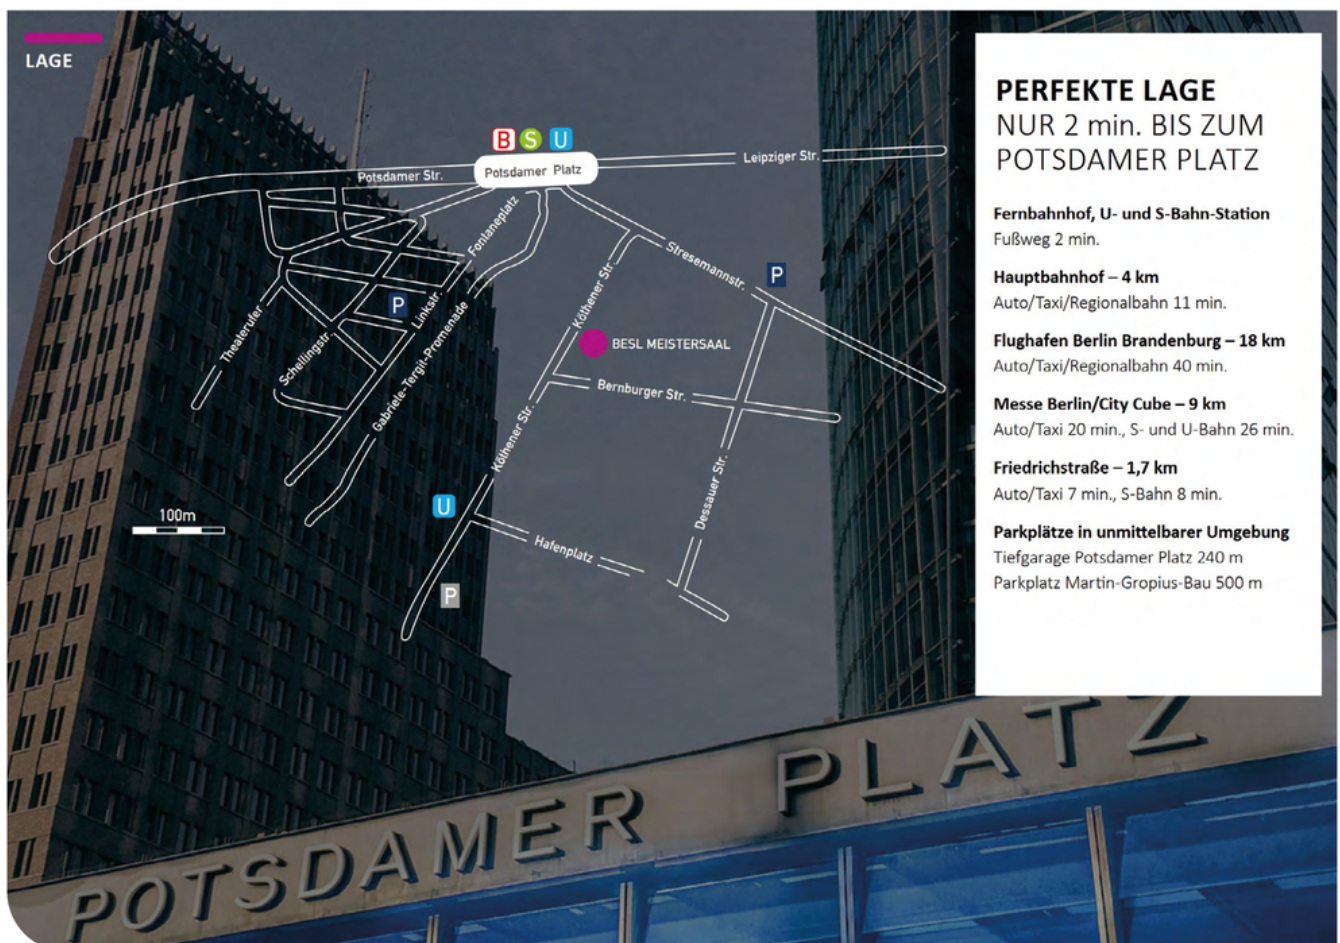 LAGE
B S U
Potsdamer Platz
Potsdamer Str.
Leipziger Str.
Fontaneplatz
Stresemannstr.
P
Köthener Str.
P
Linkstr.
Theaterufer
Schellingstr.
Gabriele-Tergit-Promenade
BESL MEISTERSAAL
Bernburger Str.
Köthener Str.
Dessauer Str.
U
100m
Hafenplatz
P
PERFEKTE LAGE
NUR 2 min. BIS ZUM
POTSDAMER PLATZ
Fernbahnhof, U- und S-Bahn-Station
Fußweg 2 min.
Hauptbahnhof – 4 km
Auto/Taxi/Regionalbahn 11 min.
Flughafen Berlin Brandenburg – 18 km
Auto/Taxi/Regionalbahn 40 min.
Messe Berlin/City Cube – 9 km
Auto/Taxi 20 min., S- und U-Bahn 26 min.
Friedrichstraße – 1,7 km
Auto/Taxi 7 min., S-Bahn 8 min.
Parkplätze in unmittelbarer Umgebung
Tiefgarage Potsdamer Platz 240 m
Parkplatz Martin-Gropius-Bau 500 m
POTSDAMER PLATZ